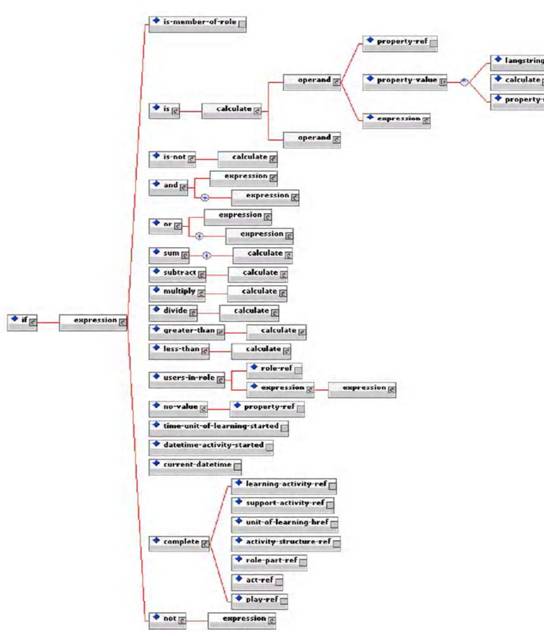 is-member-of-role
property-ref
langstring
operand
property-value
calculate
is
calculate
property-
expression
operand
is-not
calculate
and
expression
expression
or
expression
expression
sum
calculate
subtract
calculate
multiply
calculate
divide
calculate
if
expression
greater-than
calculate
less-than
calculate
users-in-role
role-ref
expression
expression
no-value
property-ref
time-unit-of-learning-started
datetime-activity-started
current-datetime
learning-activity-ref
support-activity-ref
unit-of-learning-href
complete
activity-structure-ref
role-part-ref
act-ref
play-ref
not
expression